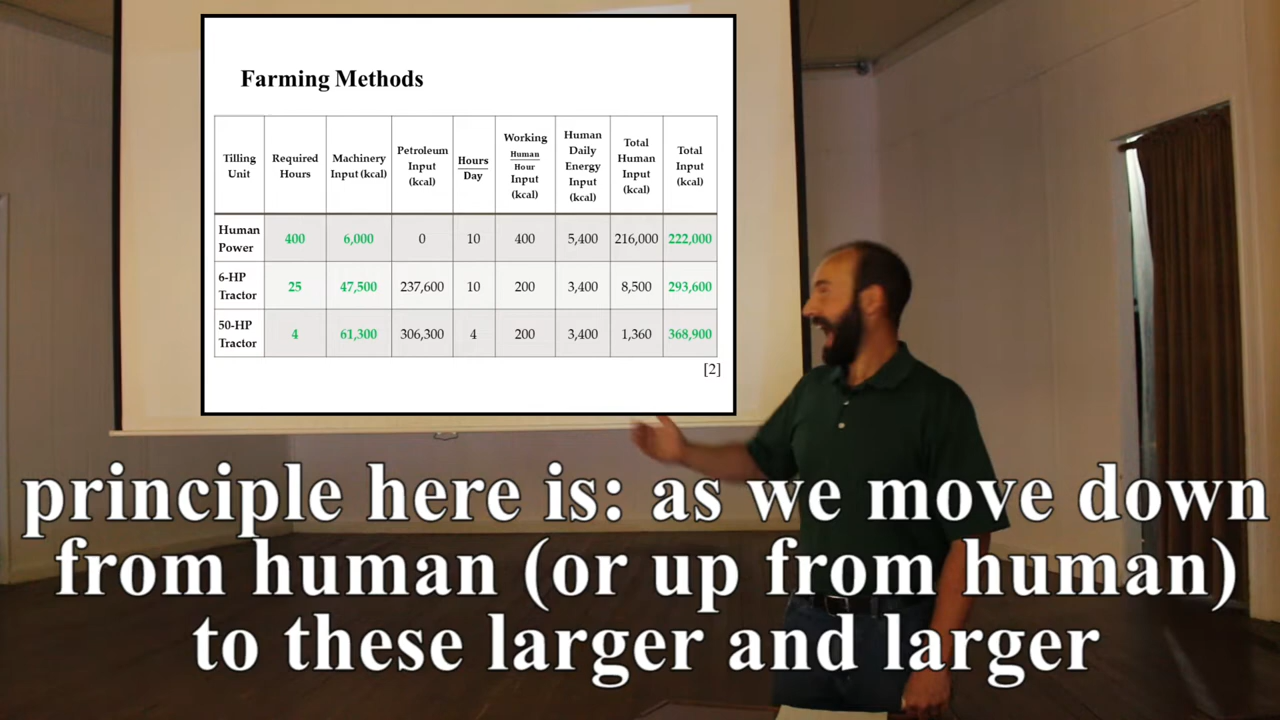 Farming Methods
Tilling Unit | Required Hours | Machinery Input (kcal) | Petroleum Input (kcal) | Hours/Day | Working Human/Hour Input (kcal) | Human Daily Energy Input (kcal) | Total Human Input (kcal) | Total Input (kcal)
Human Power | 400 | 6,000 | 0 | 10 | 400 | 5,400 | 216,000 | 222,000
6-HP Tractor | 25 | 47,500 | 237,600 | 10 | 200 | 3,400 | 8,500 | 293,600
50-HP Tractor | 4 | 61,300 | 306,300 | 4 | 200 | 3,400 | 1,360 | 368,900
[2]
principle here is: as we move down
from human (or up from human)
to these larger and larger